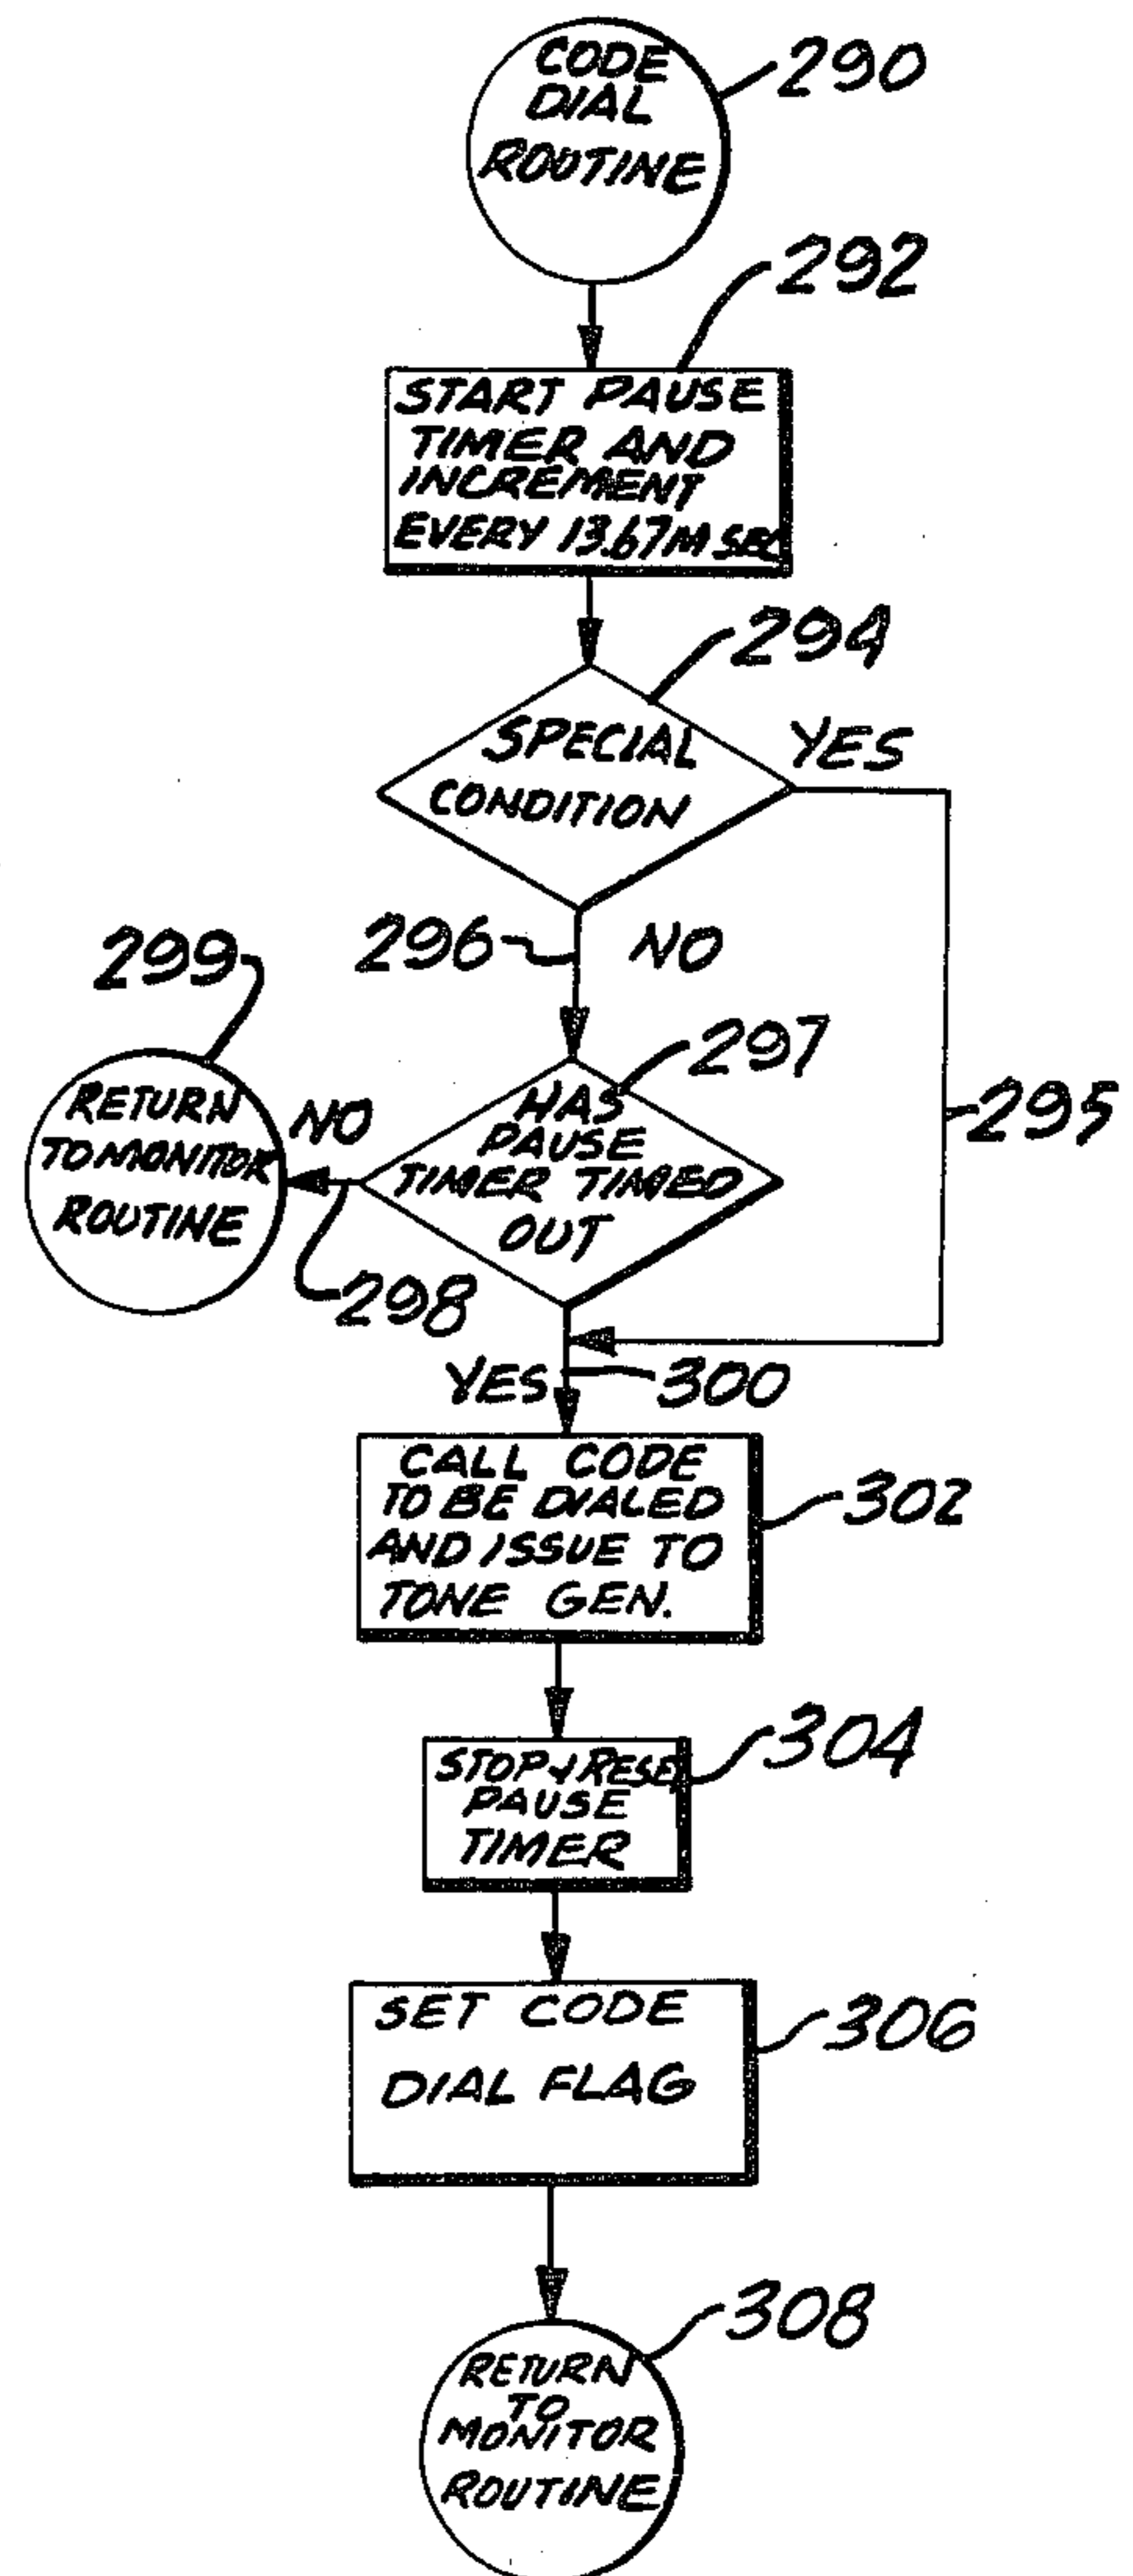 CODE
DIAL
ROUTINE
290
292
START PAUSE
TIMER AND
INCREMENT
EVERY 13.67M SEC
294
SPECIAL
CONDITION
YES
296
NO
299
297
RETURN
TO MONITOR
ROUTINE
NO
HAS
PAUSE
TIMER TIMED
OUT
295
298
YES
300
CALL CODE
TO BE DIALED
AND ISSUE TO
TONE GEN.
302
STOP & RESET
PAUSE
TIMER
304
SET CODE
DIAL FLAG
306
308
RETURN
TO
MONITOR
ROUTINE